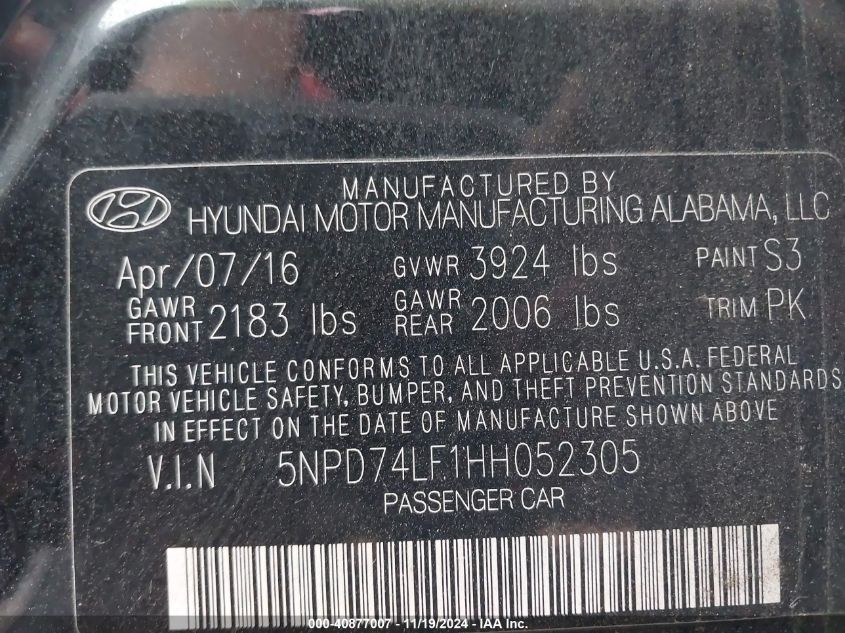 MANUFACTURED BY
HYUNDAI MOTOR MANUFACTURING ALABAMA, LLC
Apr/07/16 GVWR 3924 lbs PAINT S3
GAWR FRONT 2183 lbs GAWR REAR 2006 lbs TRIM PK
THIS VEHICLE CONFORMS TO ALL APPLICABLE U.S.A. FEDERAL
MOTOR VEHICLE SAFETY, BUMPER, AND THEFT PREVENTION STANDARDS
IN EFFECT ON THE DATE OF MANUFACTURE SHOWN ABOVE
V.I.N 5NPD74LF1HH052305
PASSENGER CAR
000-40877007 - 11/19/2024 - IAA Inc.